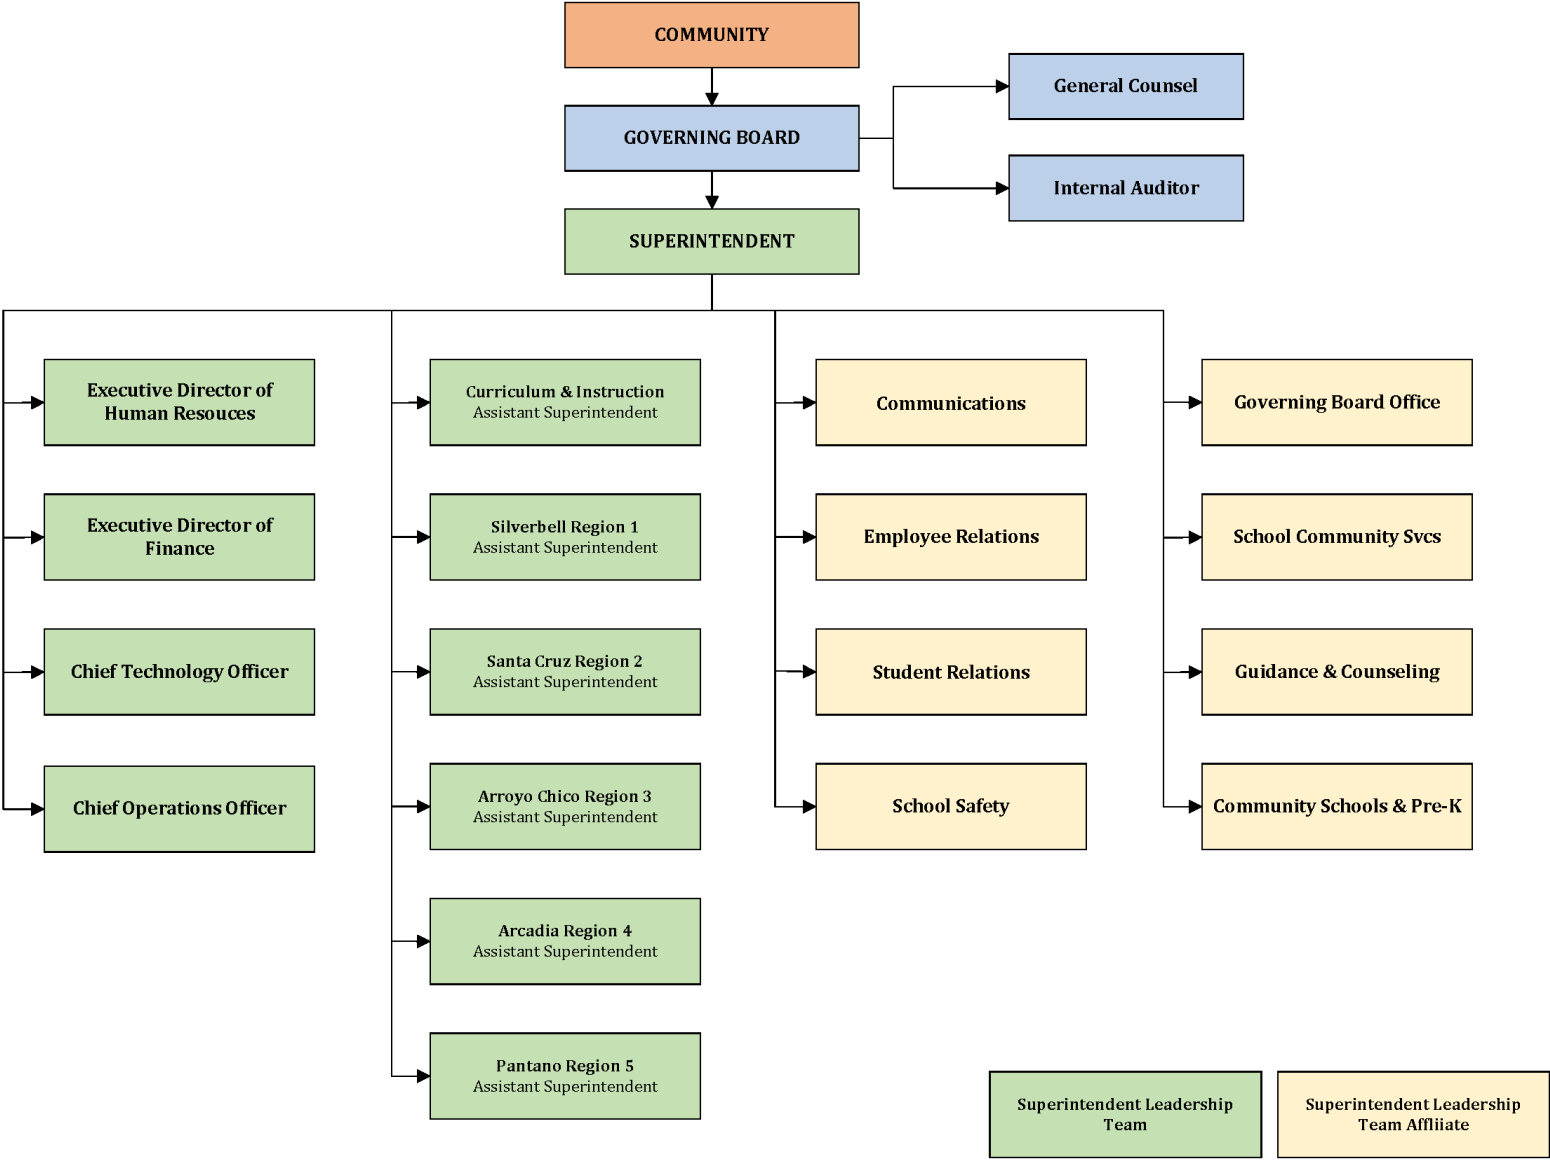 COMMUNITY
General Counsel
GOVERNING BOARD
Internal Auditor
SUPERINTENDENT
Executive Director of
Human Resouces
Executive Director of
Finance
Chief Technology Officer
Chief Operations Officer
Curriculum & Instruction
Assistant Superintendent
Silverbell Region 1
Assistant Superintendent
Santa Cruz Region 2
Assistant Superintendent
Arroyo Chico Region 3
Assistant Superintendent
Arcadia Region 4
Assistant Superintendent
Pantano Region 5
Assistant Superintendent
Communications
Employee Relations
Student Relations
School Safety
Governing Board Office
School Community Svcs
Guidance & Counseling
Community Schools & Pre-K
Superintendent Leadership
Team
Superintendent Leadership
Team Affliiate